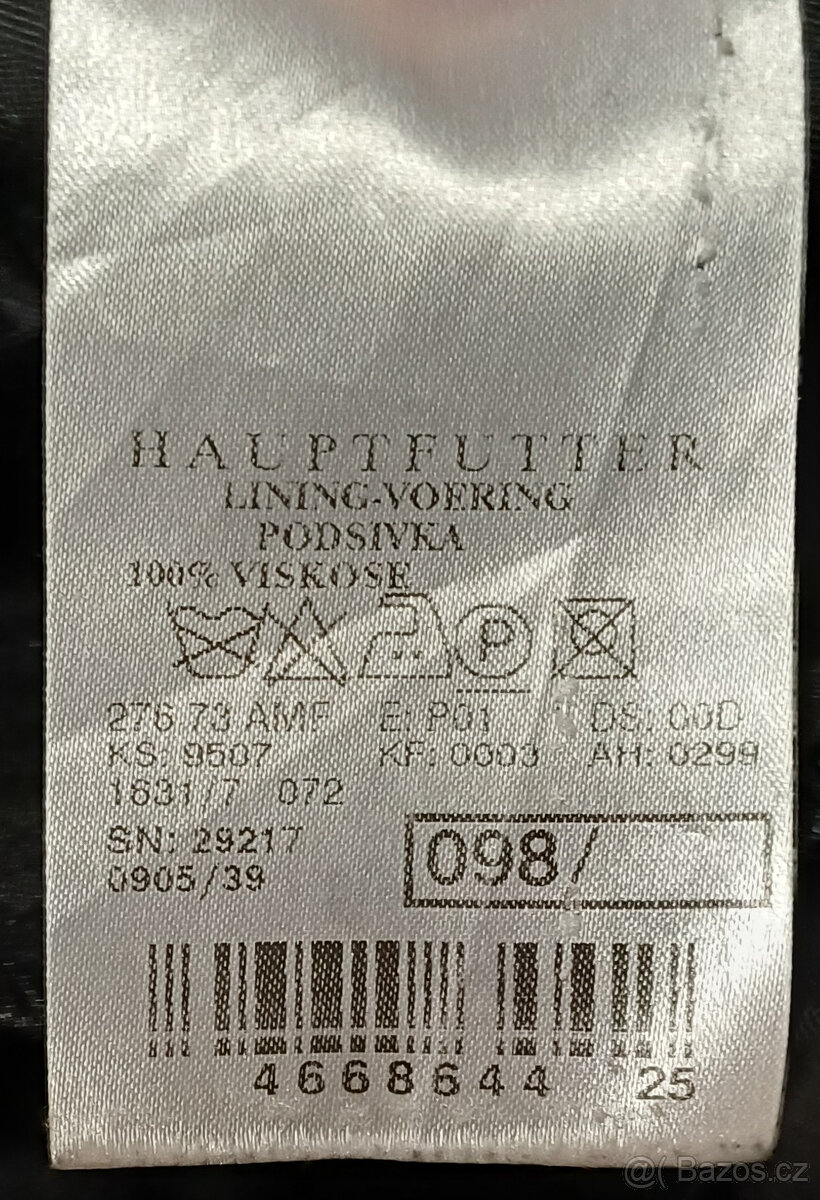 HAUPTFUTTER
LINING-VOERING
PODSIVKA
100% VISKOSE
P
276 73 AMF E: P01 DS: 00D
KS: 9507 KF: 0003 AH: 0299
1631/7 072
SN: 29217
0905/39
098/
4668644 25
@( Bazos.cz